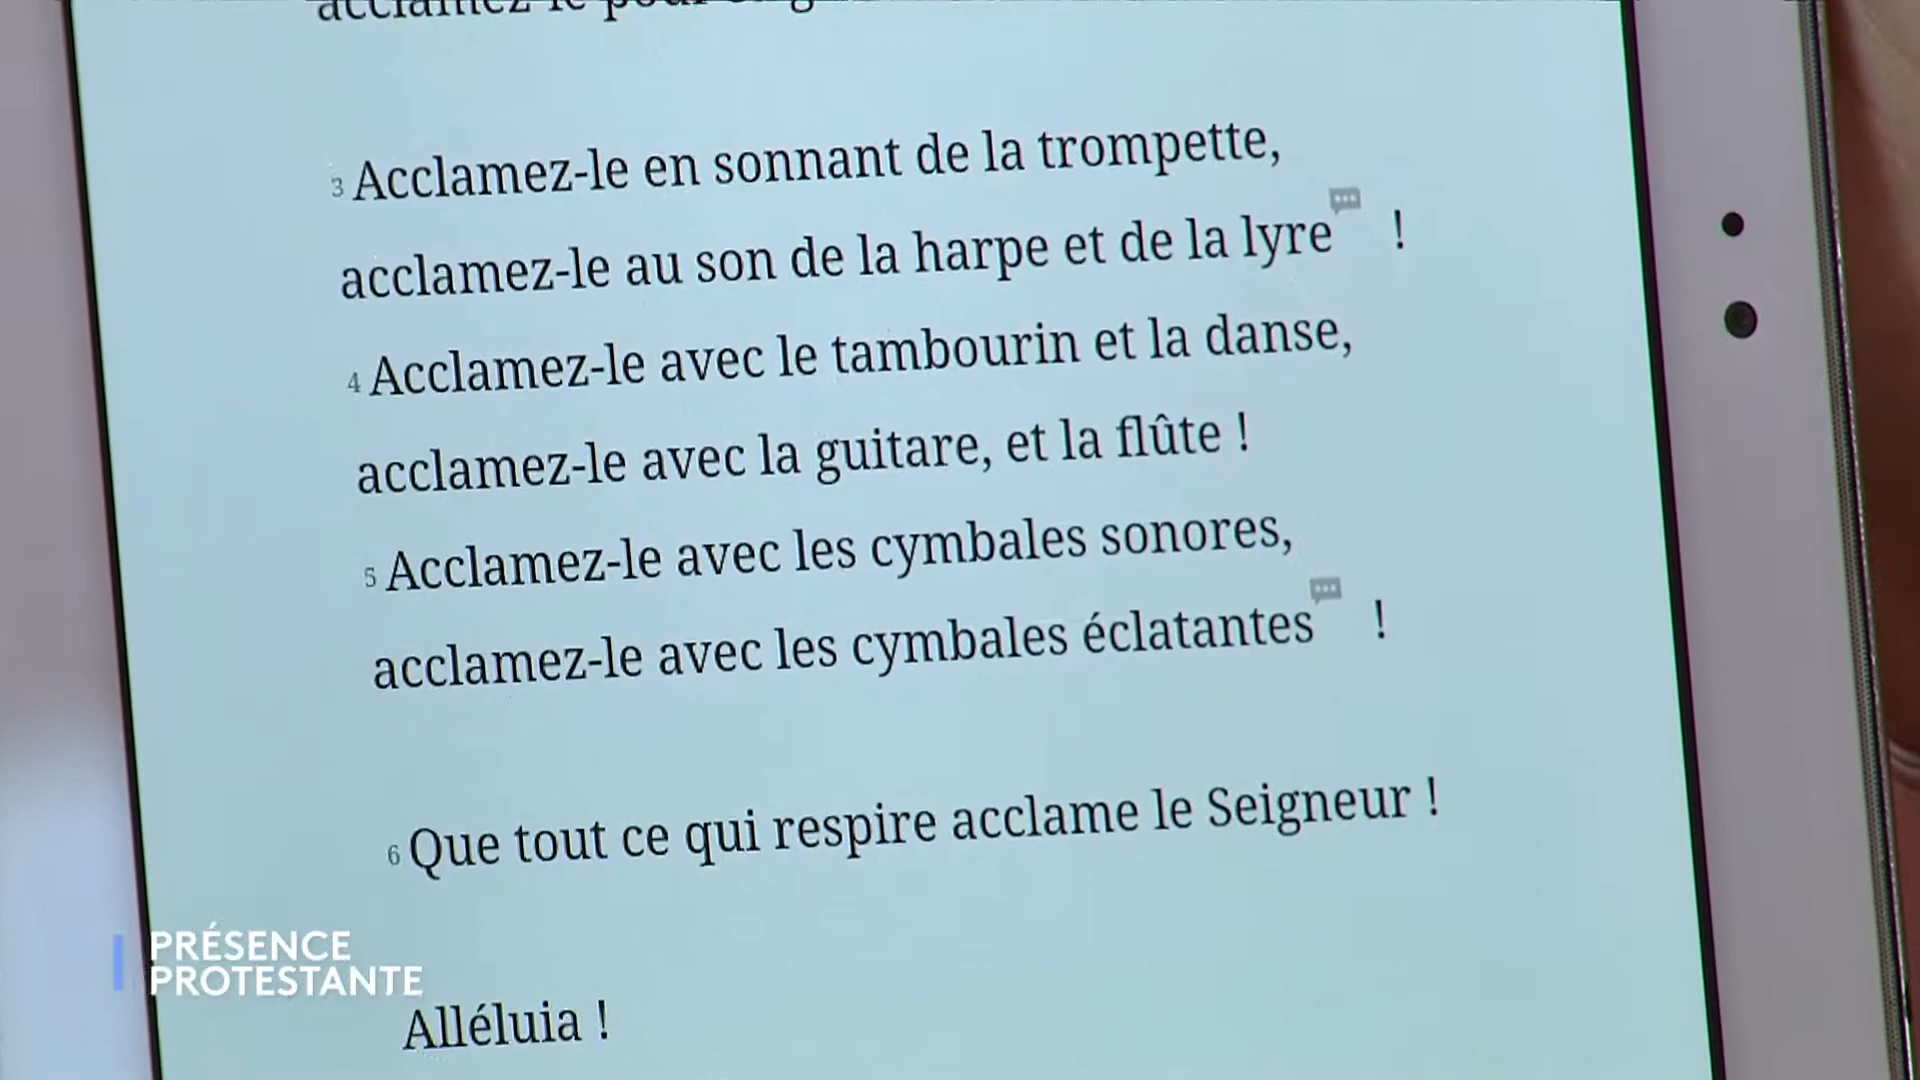 3 Acclamez-le en sonnant de la trompette,
acclamez-le au son de la harpe et de la lyre !
4 Acclamez-le avec le tambourin et la danse,
acclamez-le avec la guitare, et la flûte !
5 Acclamez-le avec les cymbales sonores,
acclamez-le avec les cymbales éclatantes !
6 Que tout ce qui respire acclame le Seigneur !
Alléluia !
PRÉSENCE
PROTESTANTE